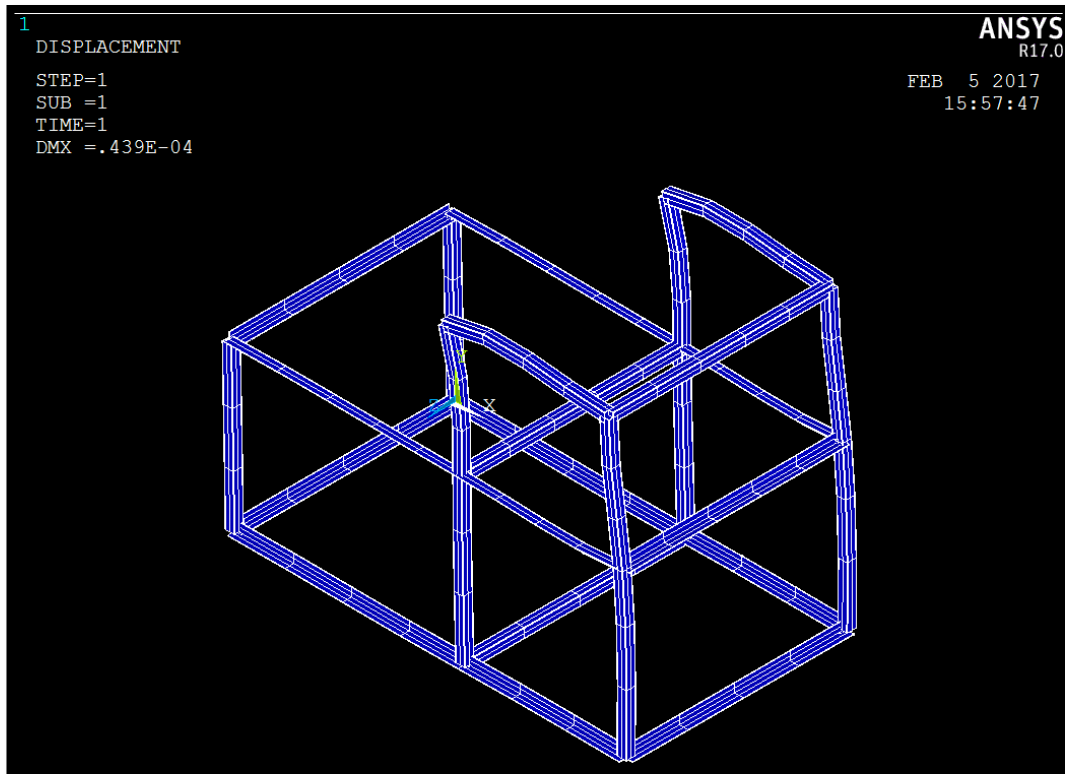 1
DISPLACEMENT
STEP=1
SUB =1
TIME=1
DMX =.439E-04
ANSYS
R17.0
FEB 5 2017
15:57:47
Y
Z
X